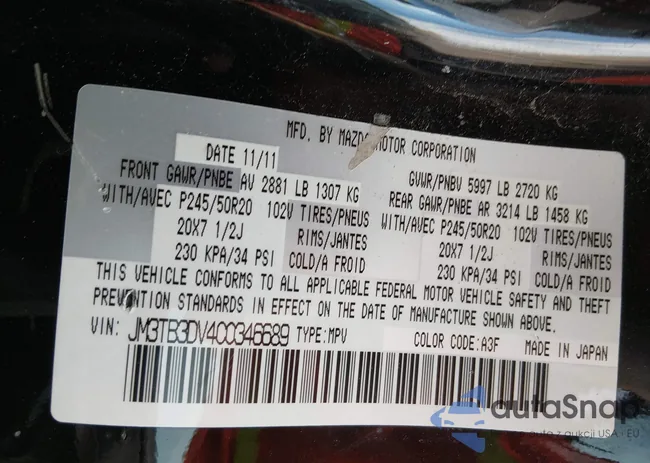 MFD. BY MAZDA MOTOR CORPORATION
DATE 11/11
GVWR/PNBV 5997 LB 2720 KG
FRONT GAWR/PNBE AV 2881 LB 1307 KG
REAR GAWR/PNBE AR 3214 LB 1458 KG
WITH/AVEC P245/50R20 102V TIRES/PNEUS
WITH/AVEC P245/50R20 102V TIRES/PNEUS
20X7 1/2J RIMS/JANTES
20X7 1/2J RIMS/JANTES
230 KPA/34 PSI COLD/A FROID
230 KPA/34 PSI COLD/A FROID
THIS VEHICLE CONFORMS TO ALL APPLICABLE FEDERAL MOTOR VEHICLE SAFETY AND THEFT
PREVENTION STANDARDS IN EFFECT ON THE DATE OF MANUFACTURE SHOWN ABOVE.
VIN: JM3TB3DV4C0346689 TYPE:MPV COLOR CODE:A3F MADE IN JAPAN
autaSnap
auta z aukcji USA · EU